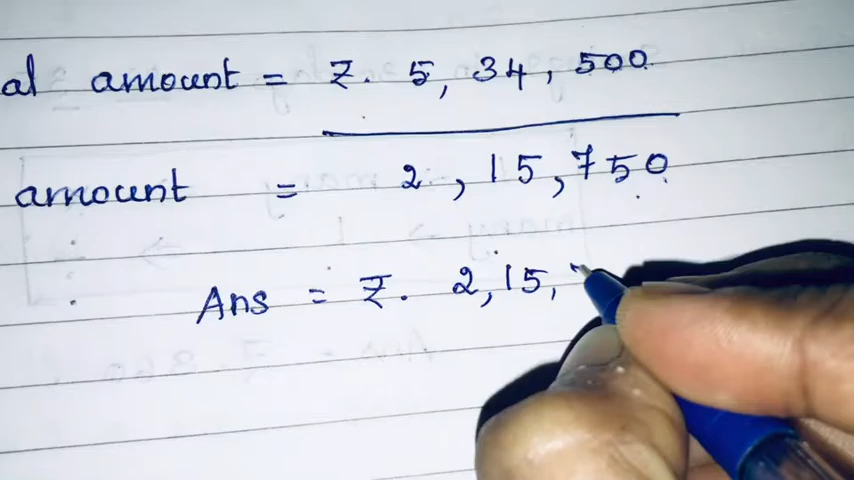 al amount = ₹. 5, 34, 500
amount = 2, 15, 750
Ans = ₹. 2, 15,